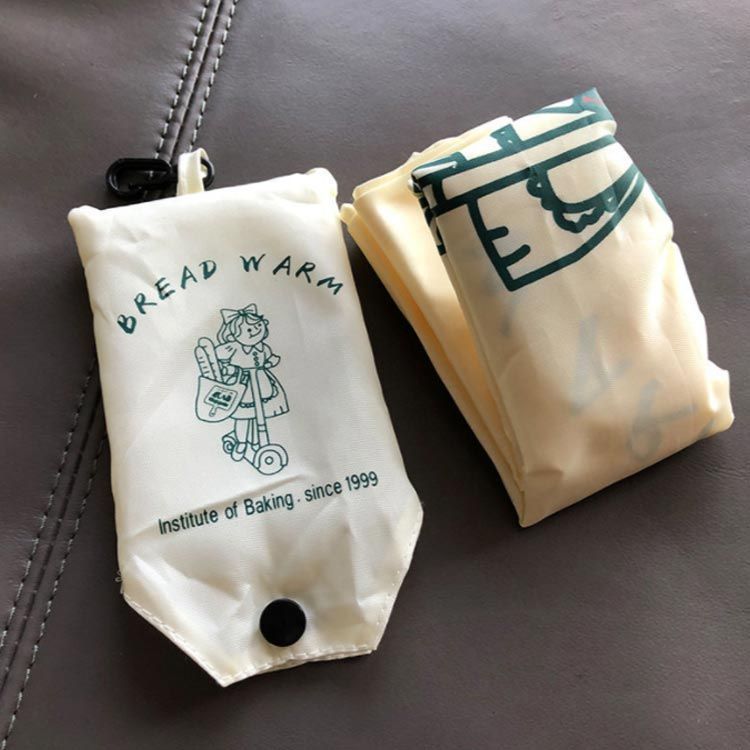 BREAD WARM
Institute of Baking · since 1999